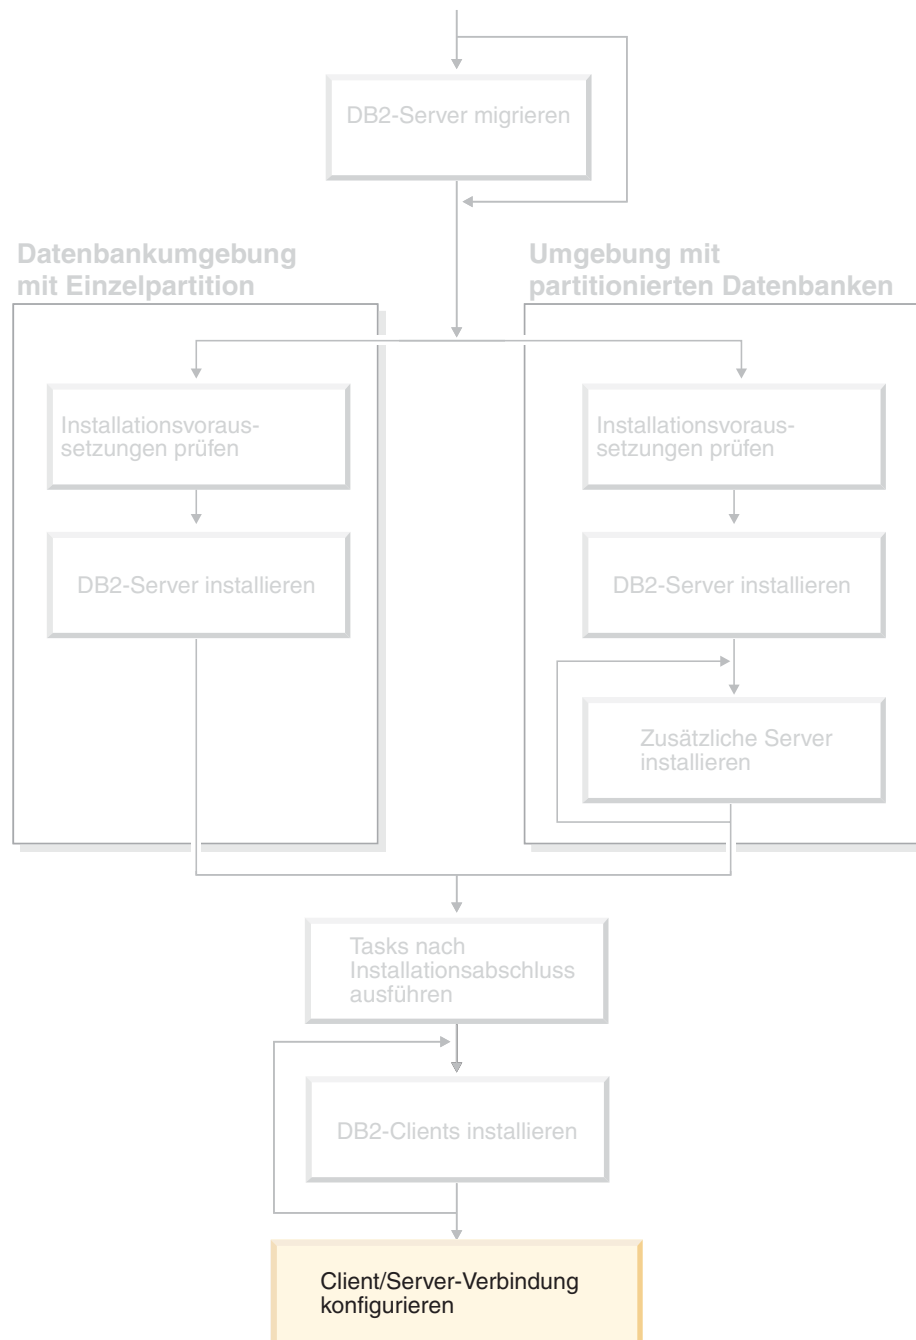 DB2-Server migrieren
Datenbankumgebung
mit Einzelpartition
Umgebung mit
partitionierten Datenbanken
Installationsvoraus-
setzungen prüfen
DB2-Server installieren
Installationsvoraus-
setzungen prüfen
DB2-Server installieren
Zusätzliche Server
installieren
Tasks nach
Installationsabschluss
ausführen
DB2-Clients installieren
Client/Server-Verbindung
konfigurieren